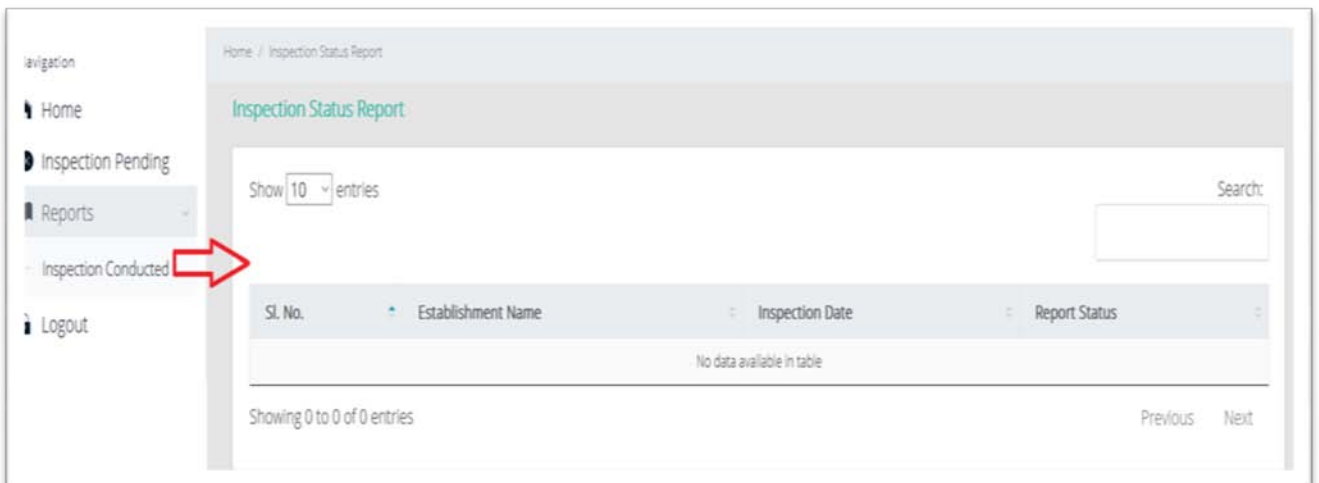 avigation
Home
Inspection Pending
Reports
Inspection Conducted
Logout
Home / Inspection Status Report
Inspection Status Report
Show 10 entries
Search:
Sl. No. Establishment Name Inspection Date Report Status
No data available in table
Showing 0 to 0 of 0 entries
Previous Next